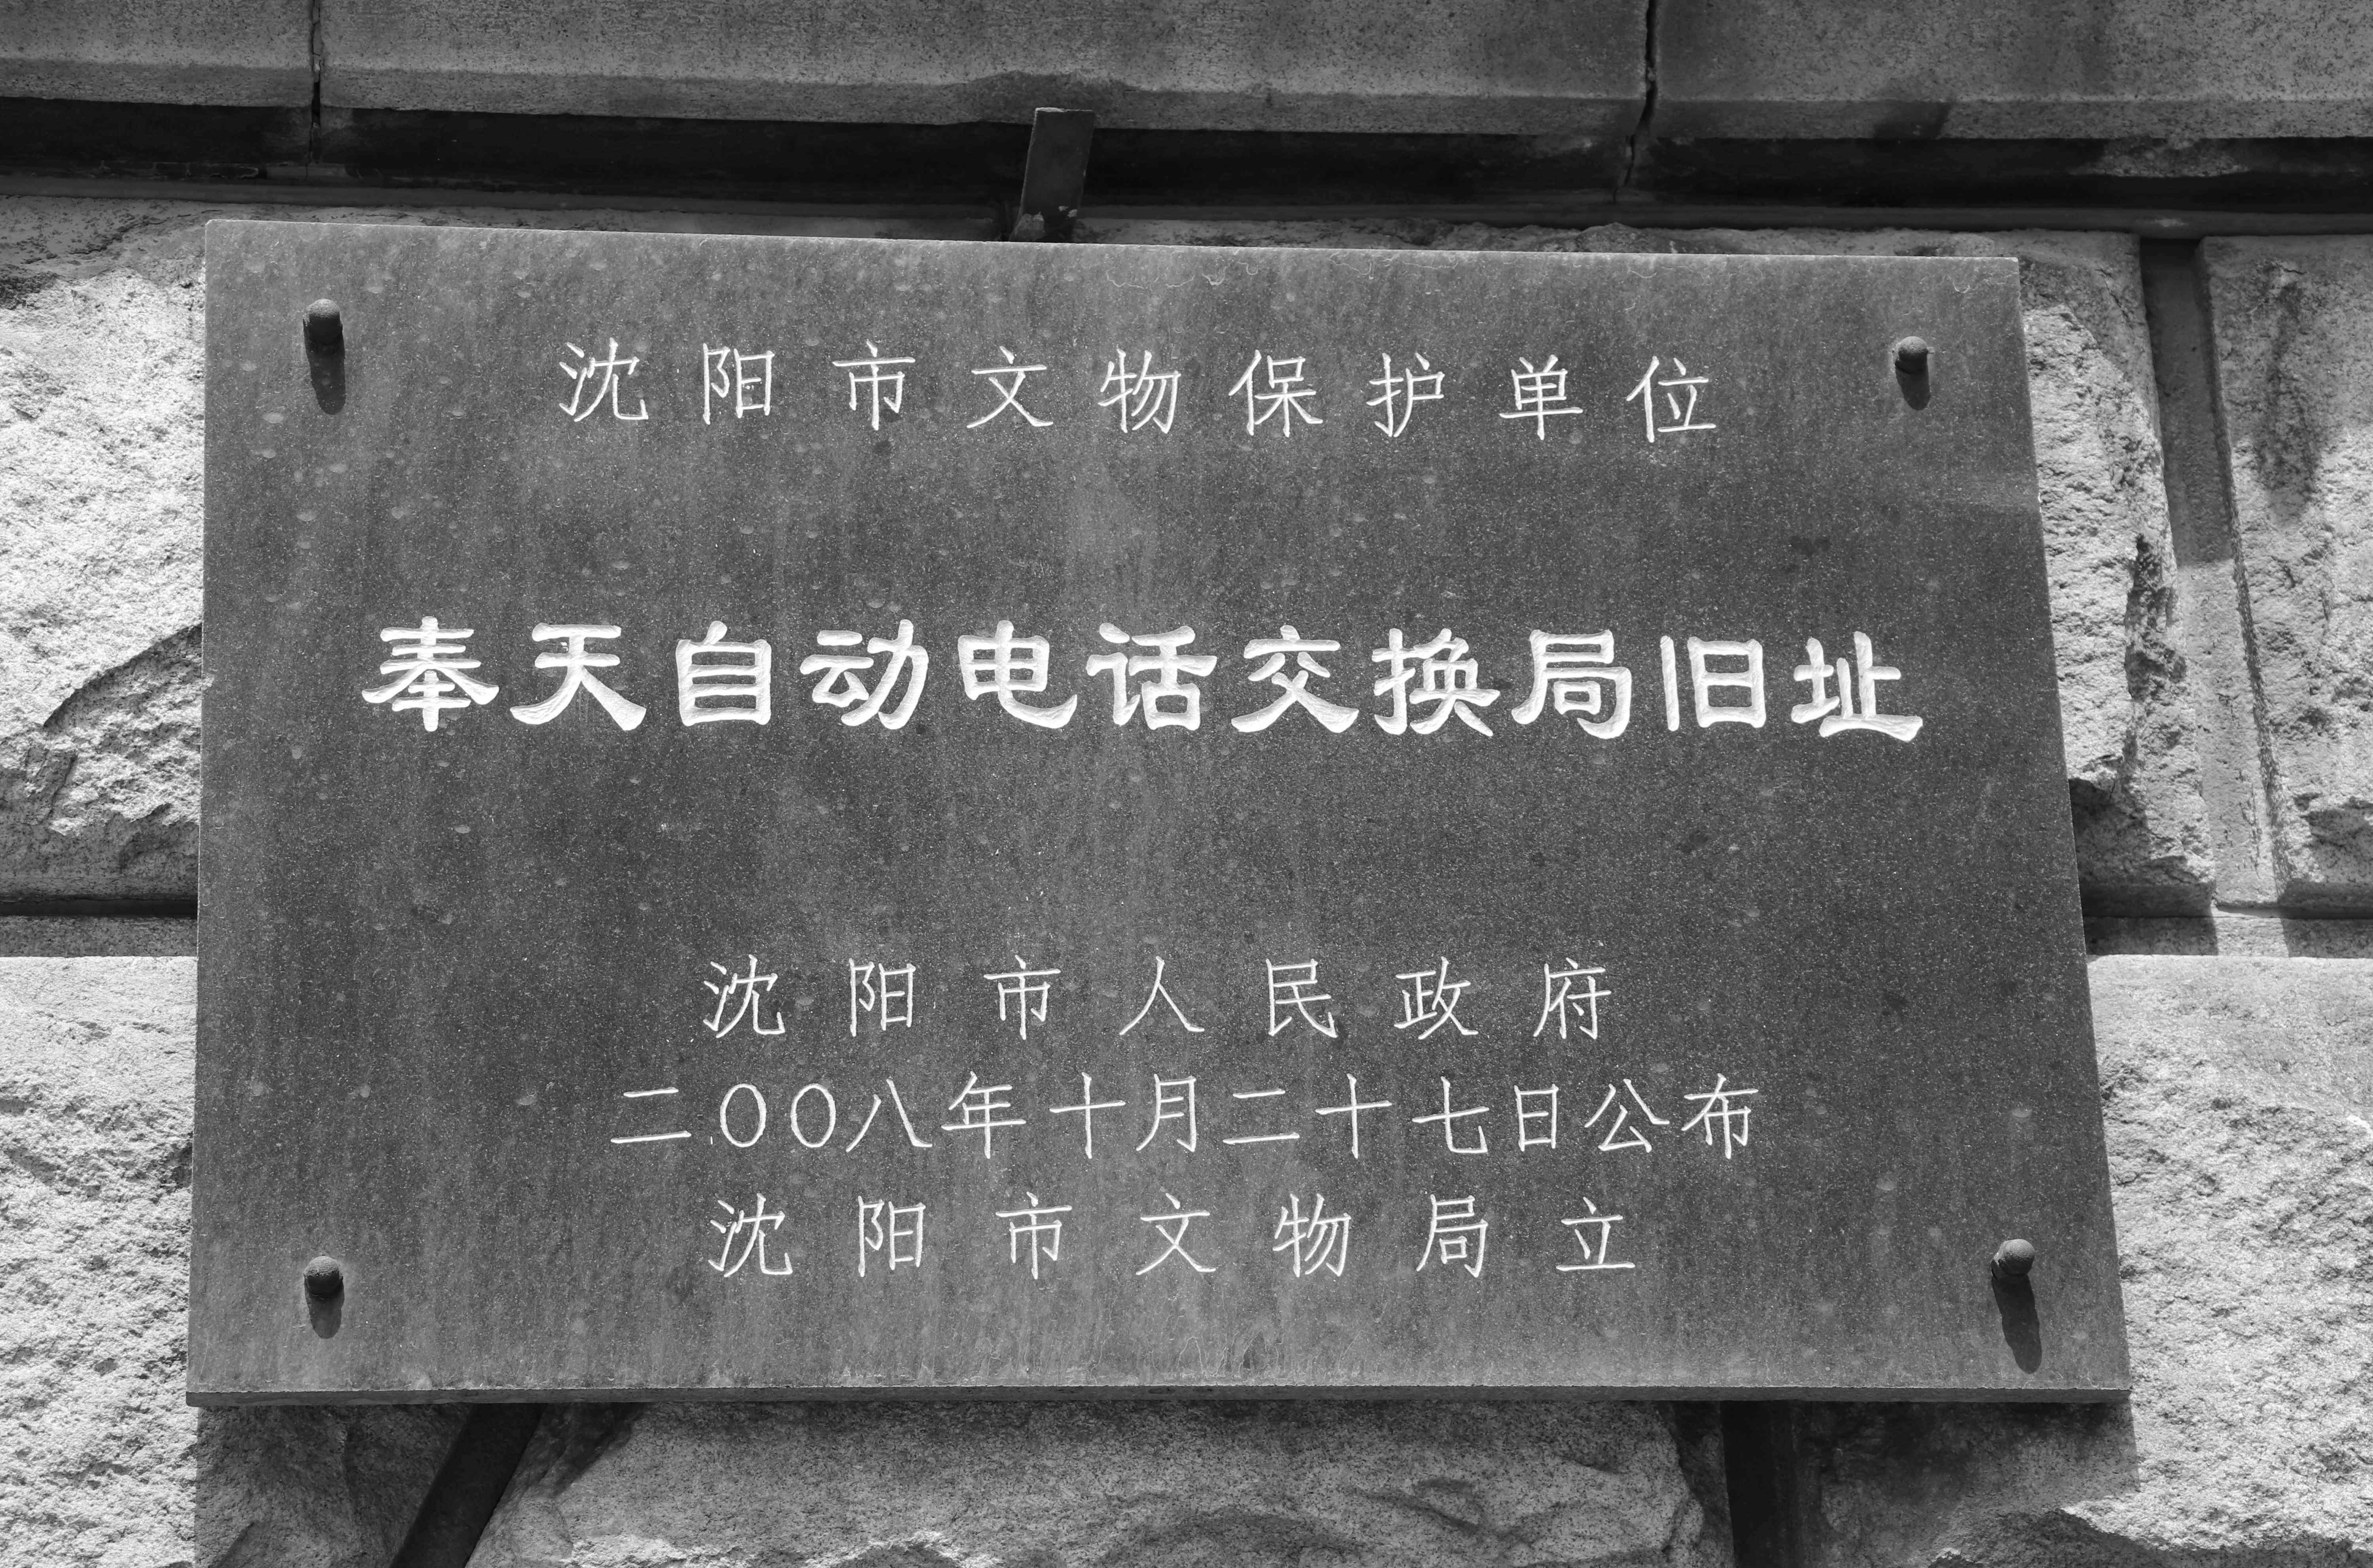 沈阳市文物保护单位
奉天自动电话交换局旧址
沈阳市人民政府
二〇〇八年十月二十七日公布
沈阳市文物局立